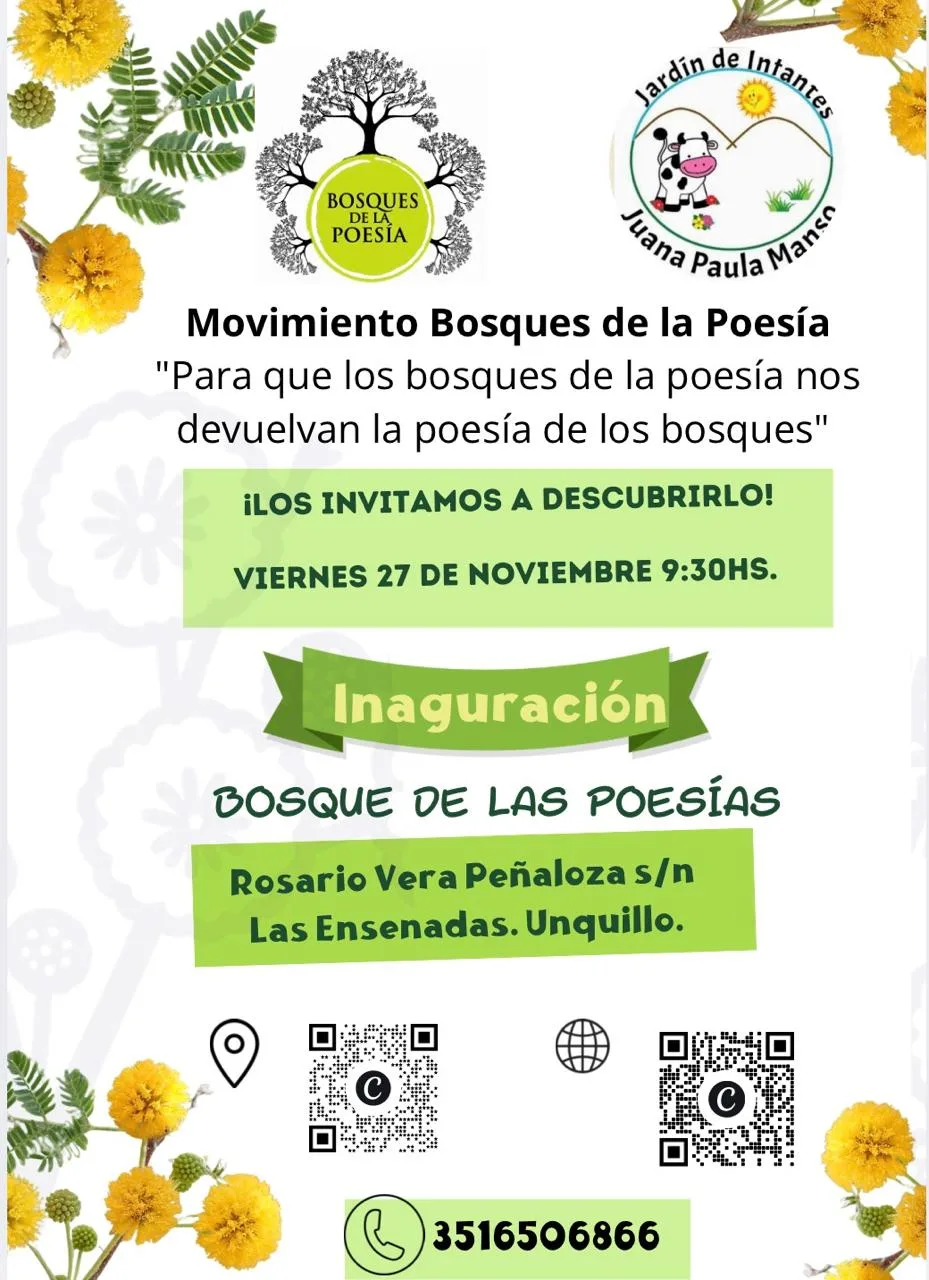 BOSQUES
DE LA
POESÍA
Jardín de Infantes
Juana Paula Manso
Movimiento Bosques de la Poesía
"Para que los bosques de la poesía nos
devuelvan la poesía de los bosques"
¡LOS INVITAMOS A DESCUBRIRLO!
VIERNES 27 DE NOVIEMBRE 9:30HS.
Inaguración
BOSQUE DE LAS POESÍAS
Rosario Vera Peñaloza s/n
Las Ensenadas. Unquillo.
C
C
3516506866